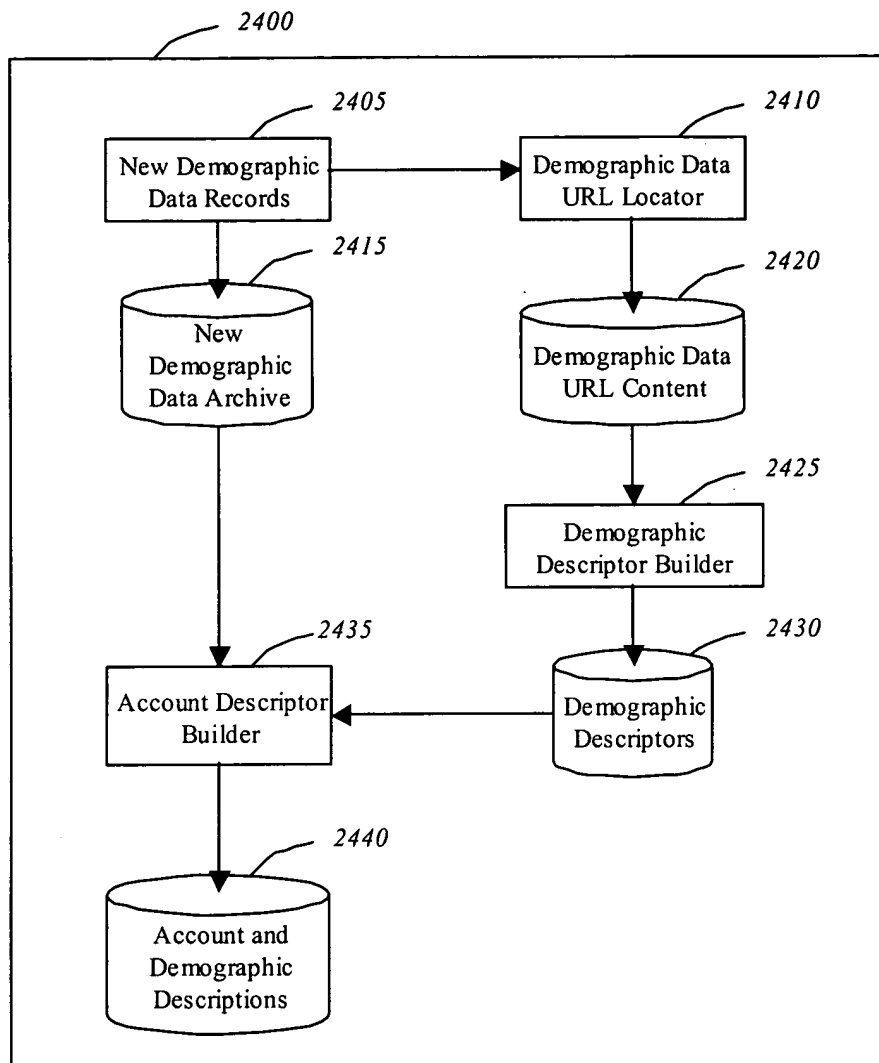 2400
2405
New Demographic
Data Records
2410
Demographic Data
URL Locator
2415
New
Demographic
Data Archive
2420
Demographic Data
URL Content
2425
Demographic
Descriptor Builder
2435
Account Descriptor
Builder
2430
Demographic
Descriptors
2440
Account and
Demographic
Descriptions